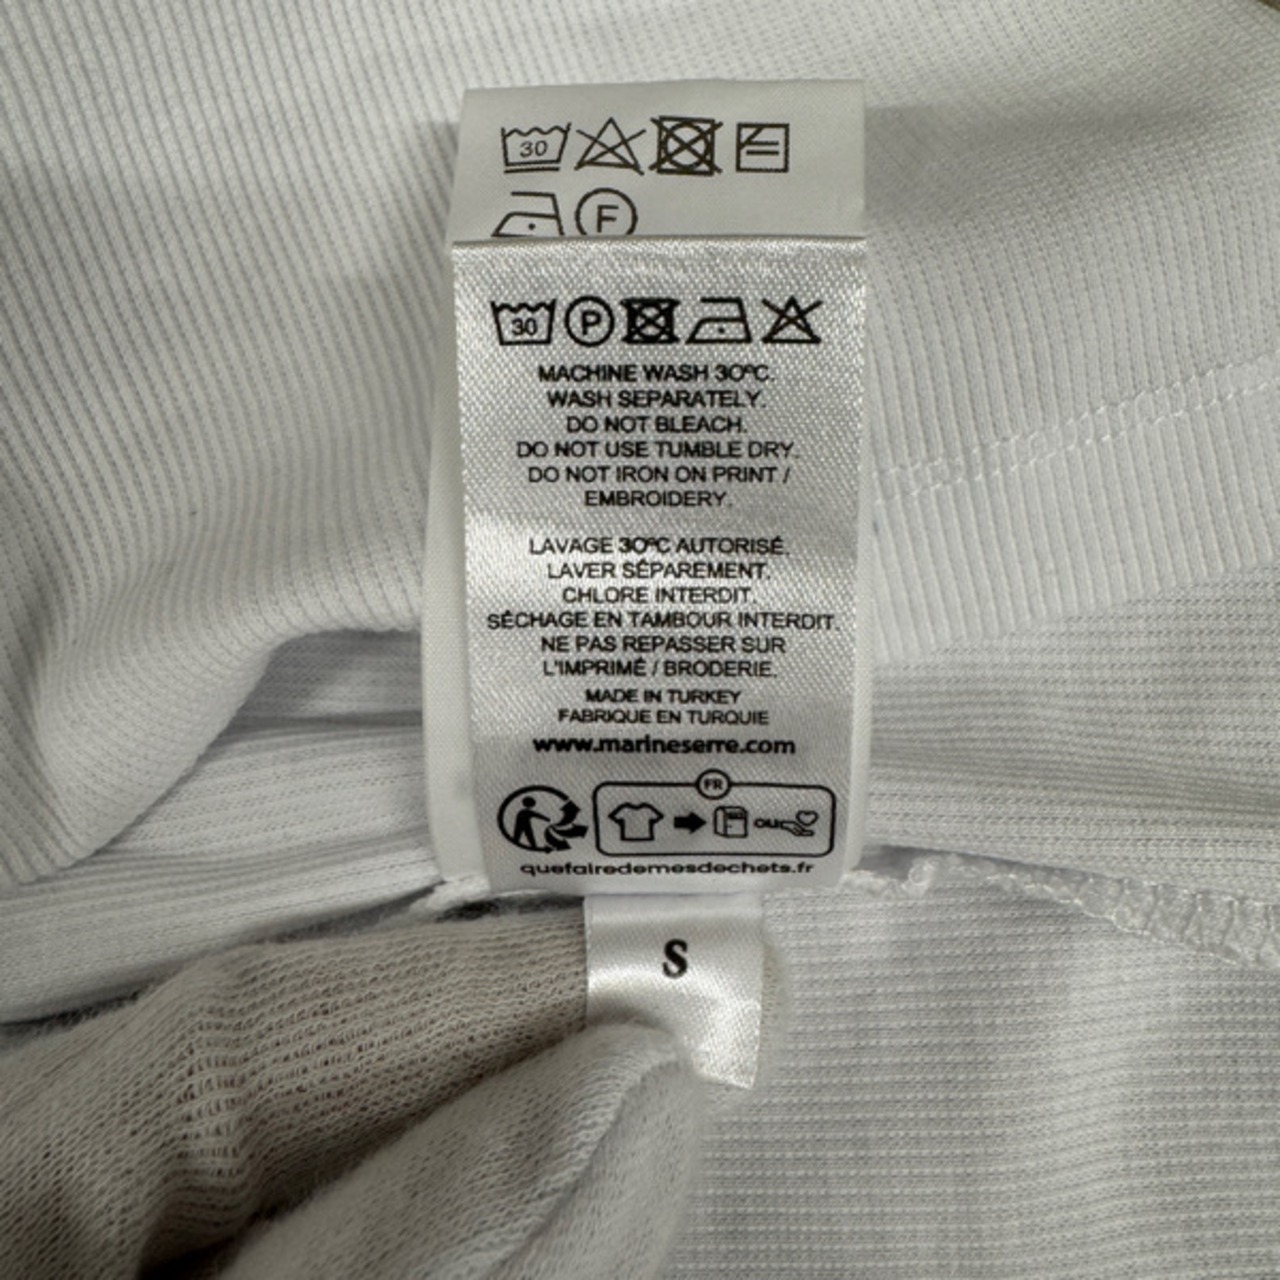 30
F
30 P
MACHINE WASH 30ºC.
WASH SEPARATELY.
DO NOT BLEACH.
DO NOT USE TUMBLE DRY.
DO NOT IRON ON PRINT /
EMBROIDERY.
LAVAGE 30ºC AUTORISÉ.
LAVER SÉPAREMENT.
CHLORE INTERDIT.
SÉCHAGE EN TAMBOUR INTERDIT.
NE PAS REPASSER SUR
L'IMPRIMÉ / BRODERIE.
MADE IN TURKEY
FABRIQUE EN TURQUIE
www.marineserre.com
FR
OU
quefairedemesdechets.fr
S